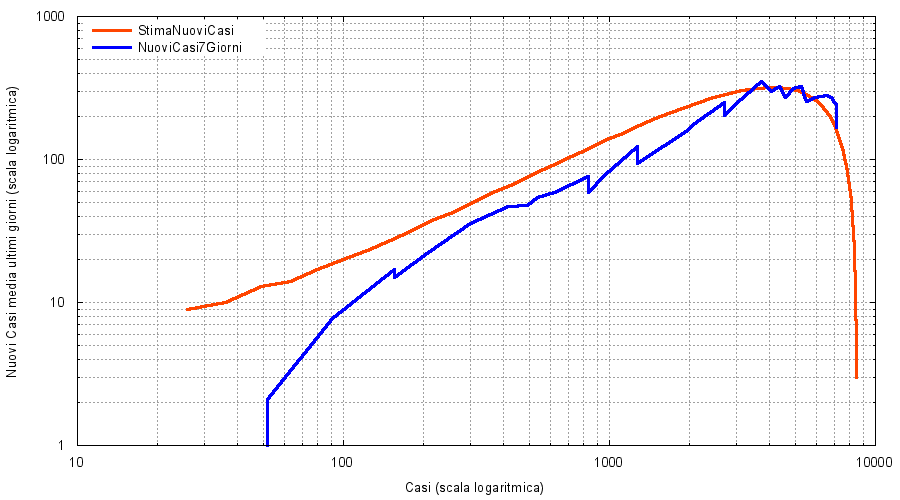 1000
StimaNuoviCasi
NuoviCasi7Giorni
100
10
1
Nuovi Casi media ultimi giorni (scala logaritmica)
10
100
1000
10000
Casi (scala logaritmica)